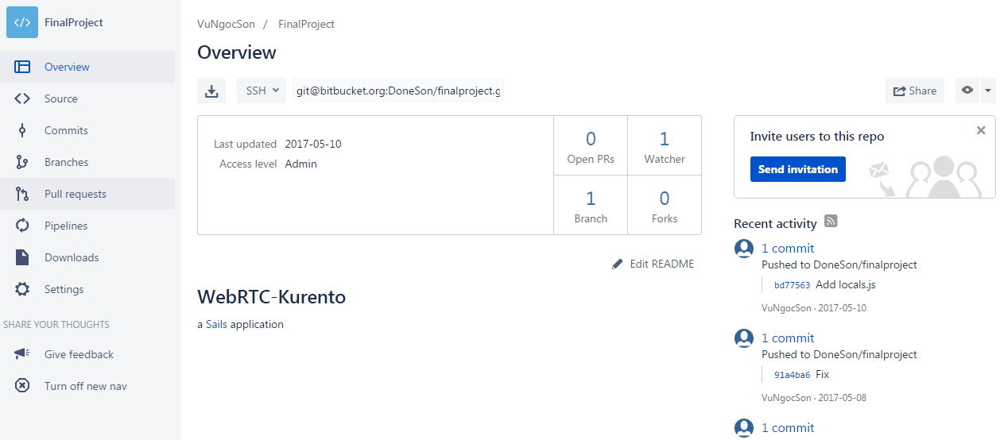 FinalProject
Overview
Source
Commits
Branches
Pull requests
Pipelines
Downloads
Settings
SHARE YOUR THOUGHTS
Give feedback
Turn off new nav
VuNgocSon / FinalProject
Overview
SSH git@bitbucket.org:DoneSon/finalproject.g
Share
Last updated 2017-05-10
Access level Admin
0
Open PRs
1
Watcher
1
Branch
0
Forks
Edit README
WebRTC-Kurento
a Sails application
Invite users to this repo
Send invitation
Recent activity
1 commit
Pushed to DoneSon/finalproject
bd77563 Add locals.js
VuNgocSon · 2017-05-10
1 commit
Pushed to DoneSon/finalproject
91a4ba6 Fix
VuNgocSon · 2017-05-08
1 commit